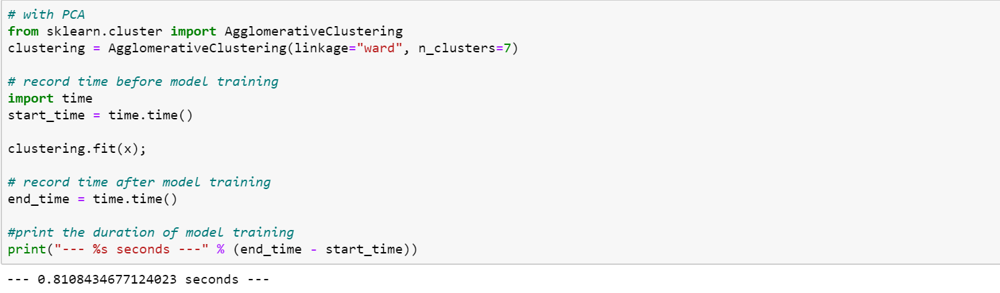 # with PCA
from sklearn.cluster import AgglomerativeClustering
clustering = AgglomerativeClustering(linkage="ward", n_clusters=7)
# record time before model training
import time
start_time = time.time()
clustering.fit(x);
# record time after model training
end_time = time.time()
#print the duration of model training
print("--- %s seconds ---" % (end_time - start_time))
--- 0.8108434677124023 seconds ---